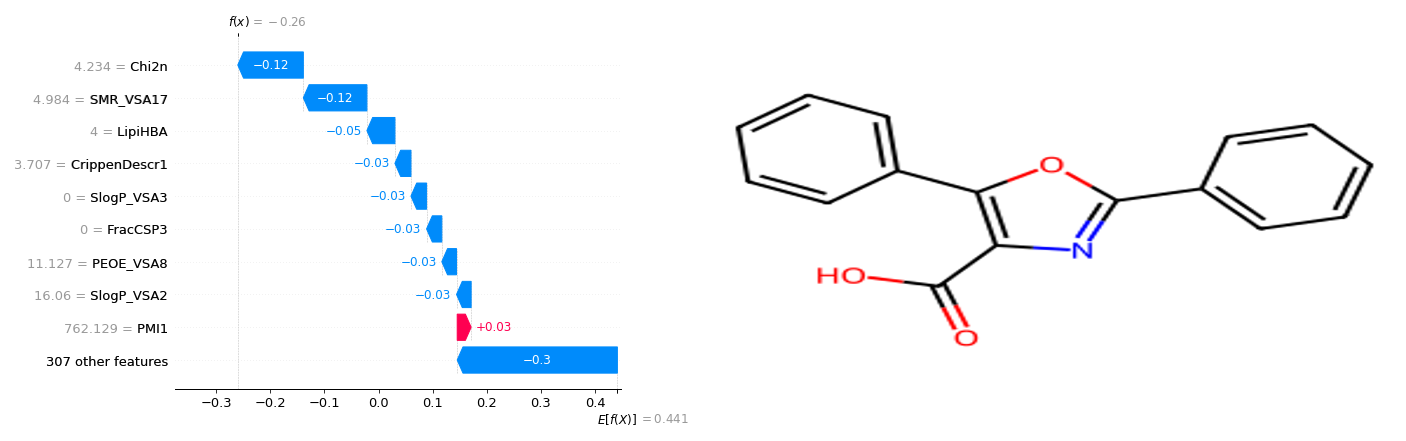 f(x) = −0.26
4.234 = Chi2n
−0.12
4.984 = SMR_VSA17
−0.12
4 = LipiHBA
−0.05
3.707 = CrippenDescr1
−0.03
0 = SlogP_VSA3
−0.03
0 = FracCSP3
−0.03
11.127 = PEOE_VSA8
−0.03
16.06 = SlogP_VSA2
−0.03
762.129 = PMI1
+0.03
307 other features
−0.3
−0.3 −0.2 −0.1 0.0 0.1 0.2 0.3 0.4
E[f(X)] = 0.441
O
N
HO
O